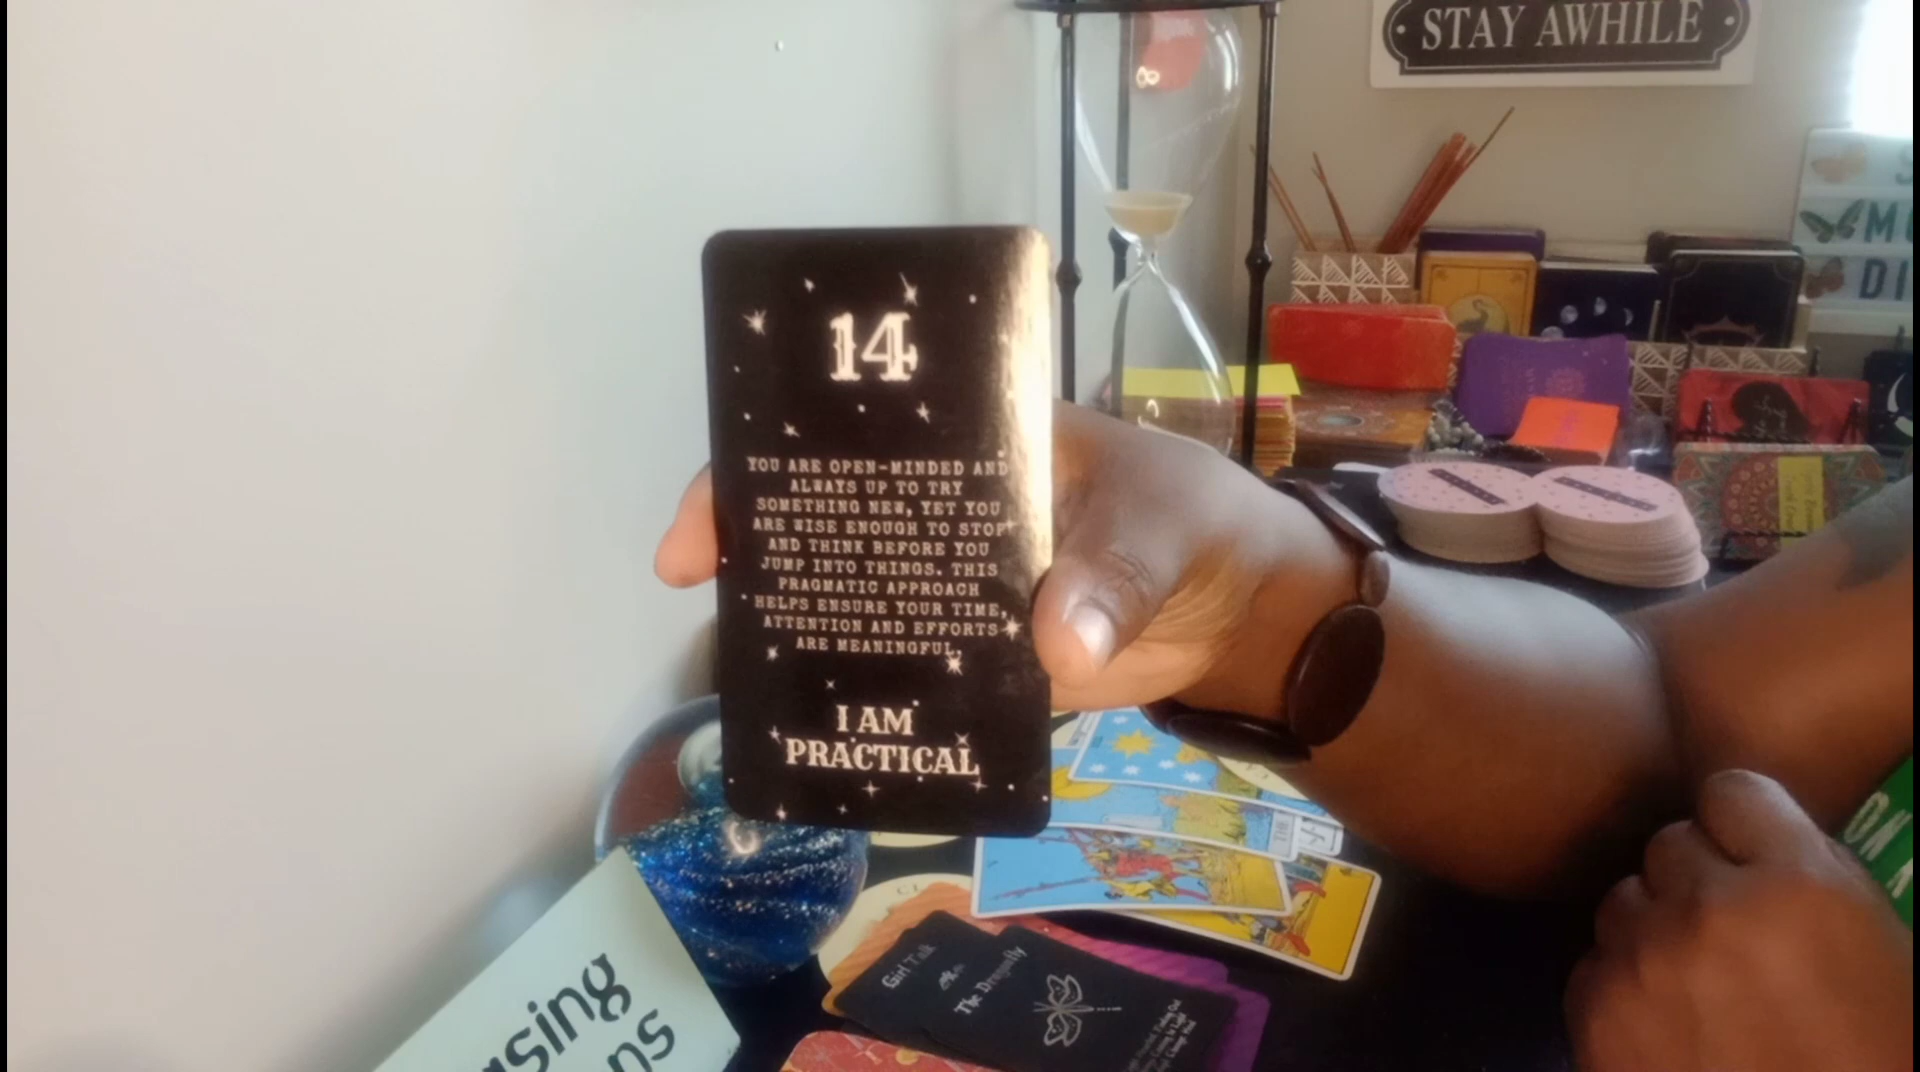 STAY AWHILE
14
YOU ARE OPEN-MINDED AND
ALWAYS UP TO TRY
SOMETHING NEW, YET YOU
ARE WISE ENOUGH TO STOP
AND THINK BEFORE YOU
JUMP INTO THINGS. THIS
PRAGMATIC APPROACH
HELPS ENSURE YOUR TIME,
ATTENTION AND EFFORTS
ARE MEANINGFUL.
I AM
PRACTICAL
Girl Talk
The Dragonfly